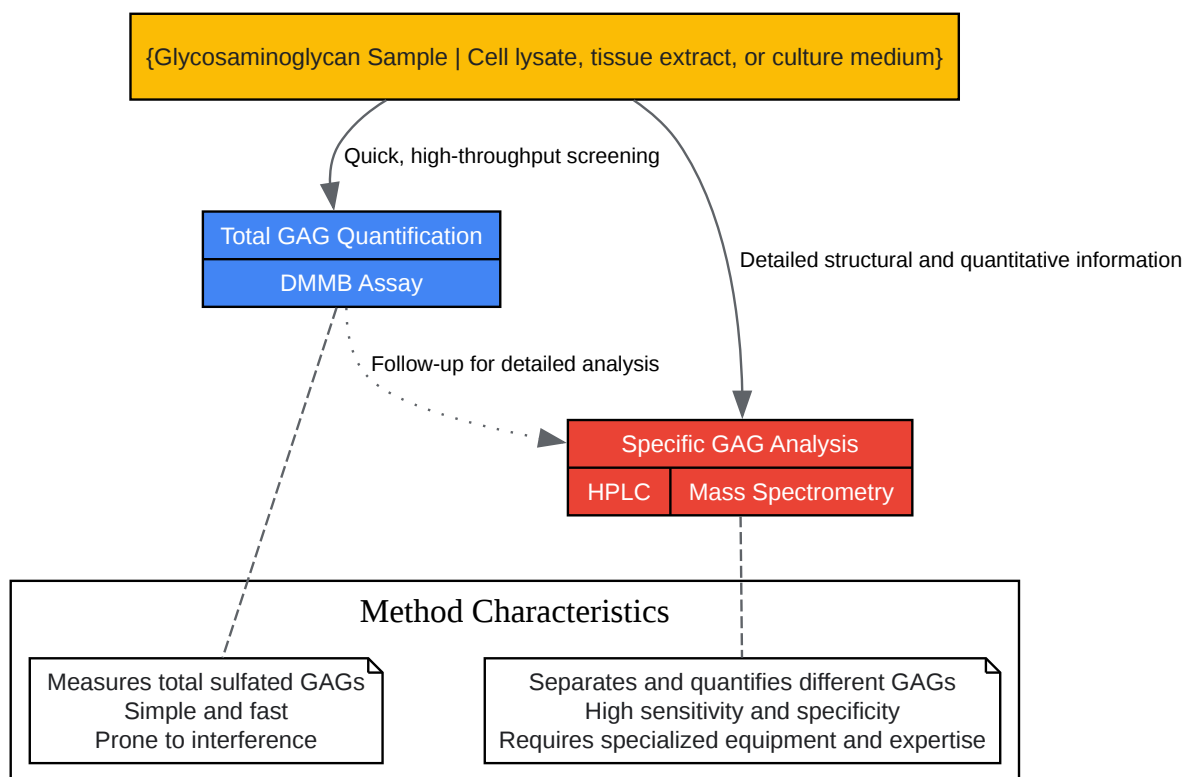 {Glycosaminoglycan Sample | Cell lysate, tissue extract, or culture medium}
Quick, high-throughput screening
Total GAG Quantification
DMMB Assay
Detailed structural and quantitative information
Follow-up for detailed analysis
Specific GAG Analysis
HPLC
Mass Spectrometry
Method Characteristics
Measures total sulfated GAGs
Simple and fast
Prone to interference
Separates and quantifies different GAGs
High sensitivity and specificity
Requires specialized equipment and expertise